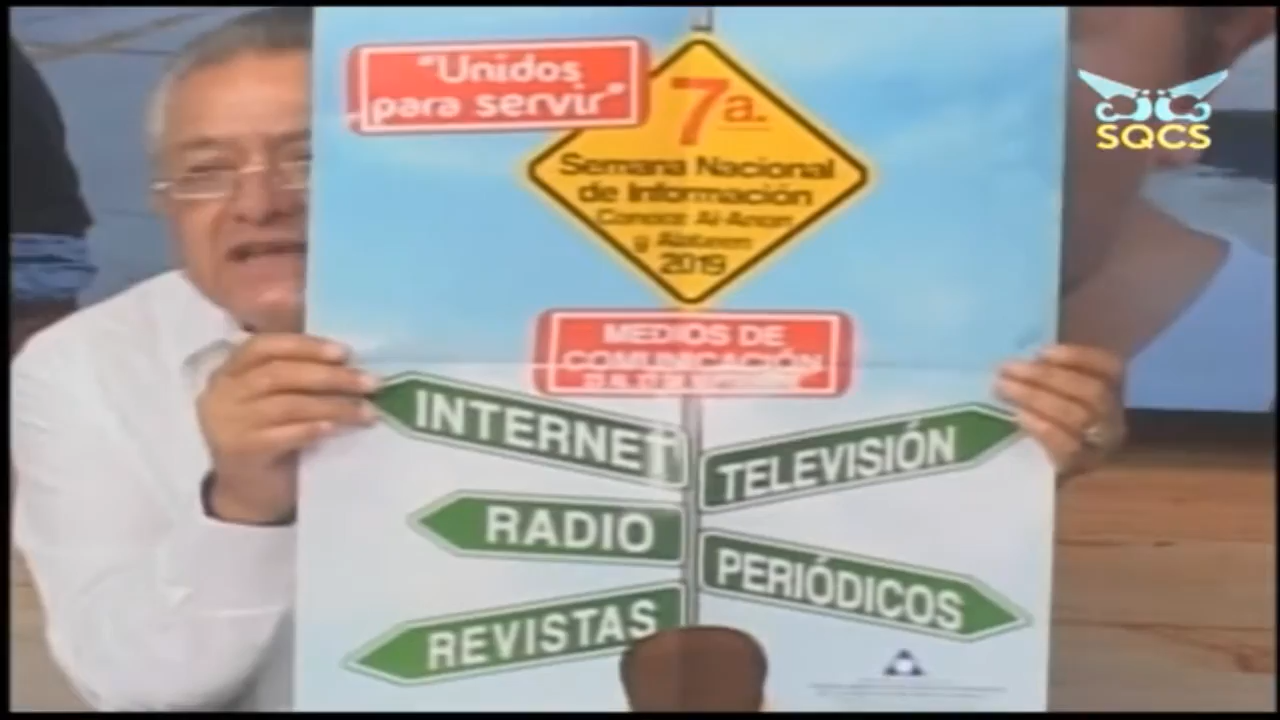 "Unidos
para servir"
7a.
Semana Nacional
de Información
Conoce Al-Anon
y Alateen
2019
MEDIOS DE
COMUNICACIÓN
INTERNET
TELEVISIÓN
RADIO
PERIÓDICOS
REVISTAS
SQCS